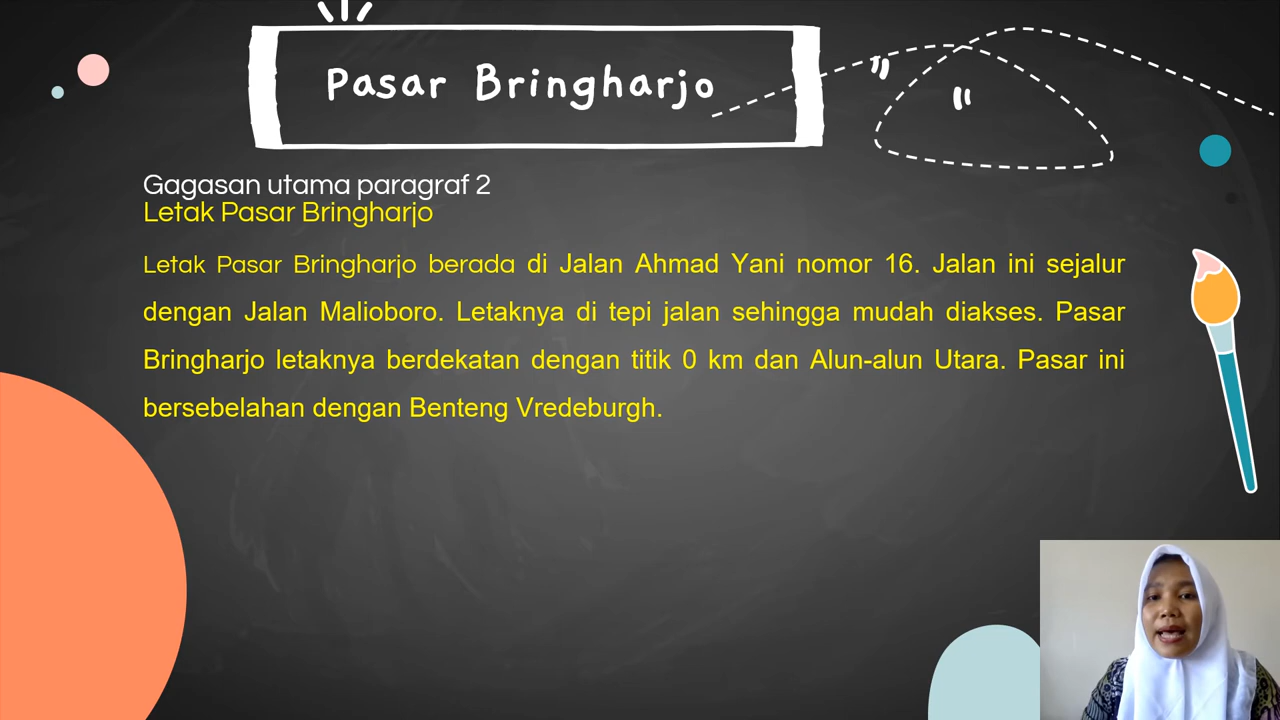 Pasar Bringharjo
Gagasan utama paragraf 2
Letak Pasar Bringharjo
Letak Pasar Bringharjo berada di Jalan Ahmad Yani nomor 16. Jalan ini sejalur
dengan Jalan Malioboro. Letaknya di tepi jalan sehingga mudah diakses. Pasar
Bringharjo letaknya berdekatan dengan titik 0 km dan Alun-alun Utara. Pasar ini
bersebelahan dengan Benteng Vredeburgh.